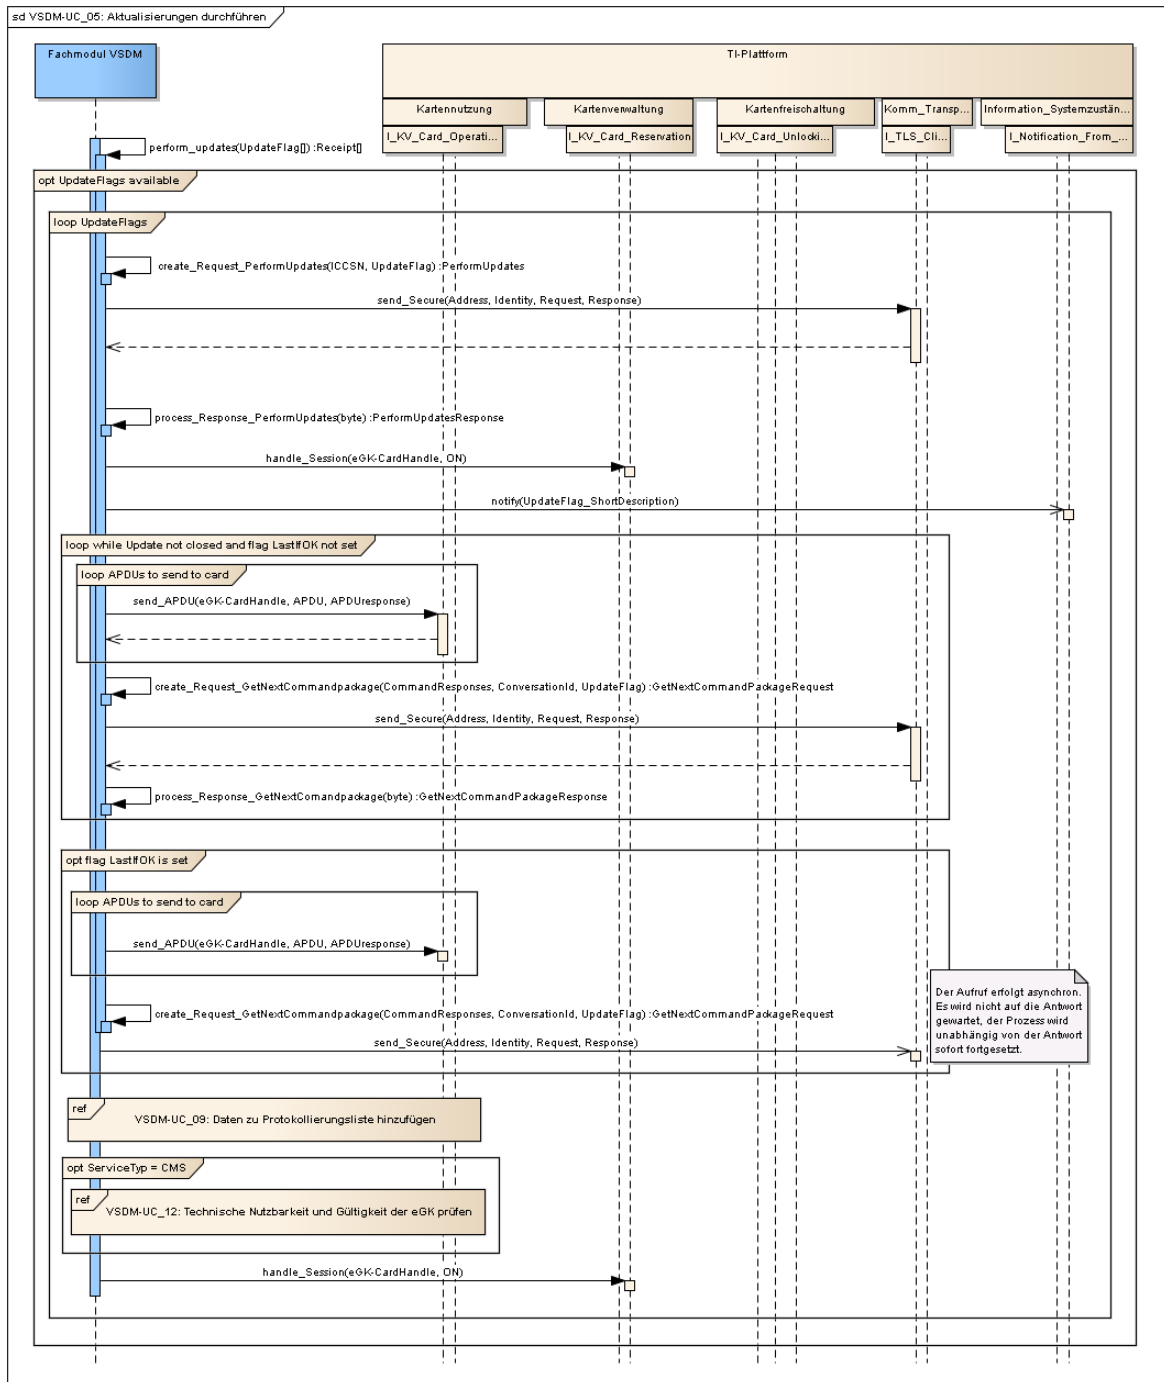 sd VSDM-UC_05: Aktualisierungen durchführen
Fachmodul VSDM
TI-Plattform
Kartennutzung
Kartenverwaltung
Kartenfreischaltung
Komm_Transp...
Information_Systemzustän...
I_KV_Card_Operati...
I_KV_Card_Reservation
I_KV_Card_Unlocki...
I_TLS_Cli...
I_Notification_From_...
perform_updates(UpdateFlag[]) :Receipt[]
opt UpdateFlags available
loop UpdateFlags
create_Request_PerformUpdates(ICCSN, UpdateFlag) :PerformUpdates
send_Secure(Address, Identity, Request, Response)
process_Response_PerformUpdates(byte) :PerformUpdatesResponse
handle_Session(eGK-CardHandle, ON)
notify(UpdateFlag_ShortDescription)
loop while Update not closed and flag LastIfOK not set
loop APDUs to send to card
send_APDU(eGK-CardHandle, APDU, APDUresponse)
create_Request_GetNextCommandpackage(CommandResponses, ConversationId, UpdateFlag) :GetNextCommandPackageRequest
send_Secure(Address, Identity, Request, Response)
process_Response_GetNextComandpackage(byte) :GetNextCommandPackageResponse
opt flag LastIfOK is set
loop APDUs to send to card
send_APDU(eGK-CardHandle, APDU, APDUresponse)
Der Aufruf erfolgt asynchron.
Es wird nicht auf die Antwort
gewartet, der Prozess wird
unabhängig von der Antwort
sofort fortgesetzt.
create_Request_GetNextCommandpackage(CommandResponses, ConversationId, UpdateFlag) :GetNextCommandPackageRequest
send_Secure(Address, Identity, Request, Response)
ref
VSDM-UC_09: Daten zu Protokollierungsliste hinzufügen
opt ServiceTyp = CMS
ref
VSDM-UC_12: Technische Nutzbarkeit und Gültigkeit der eGK prüfen
handle_Session(eGK-CardHandle, ON)